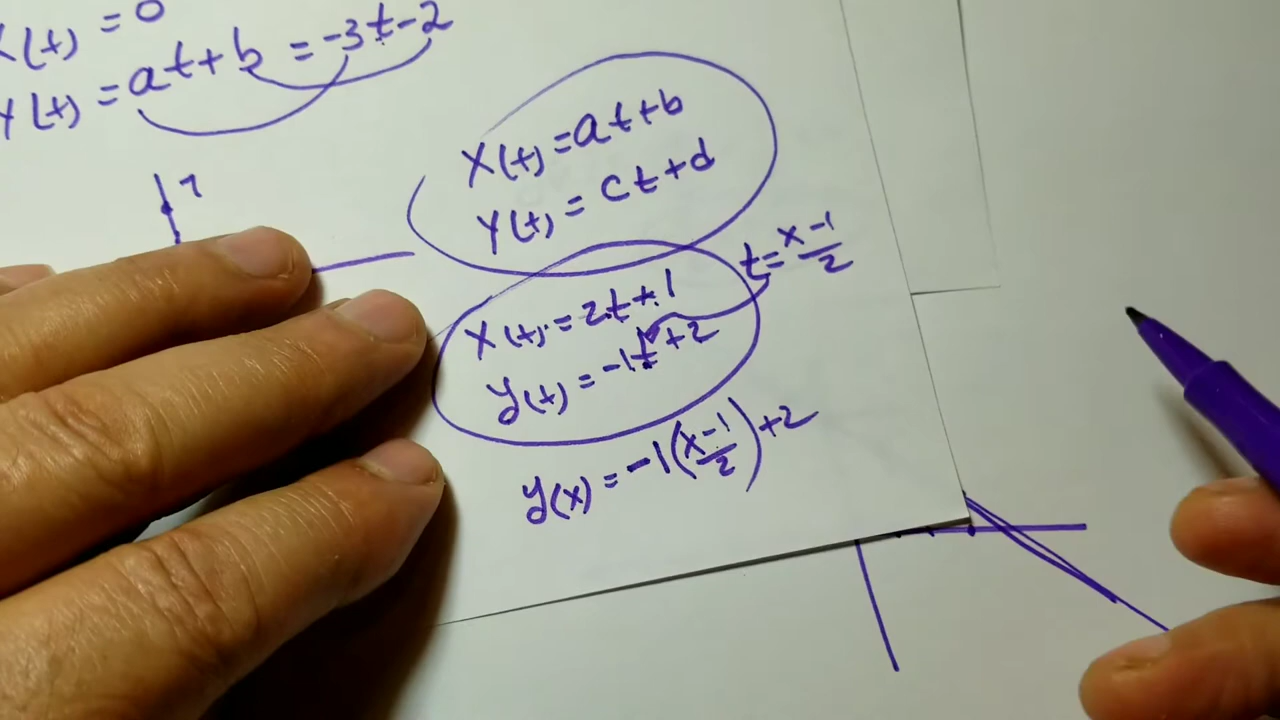 X(t) = 0
Y(t) = at+b = -3t-2
X(t) = at+b
Y(t) = ct+d
t = x-1/2
X(t) = 2t+1
y(t) = -1t+2
y(x) = -1(x-1/2)+2